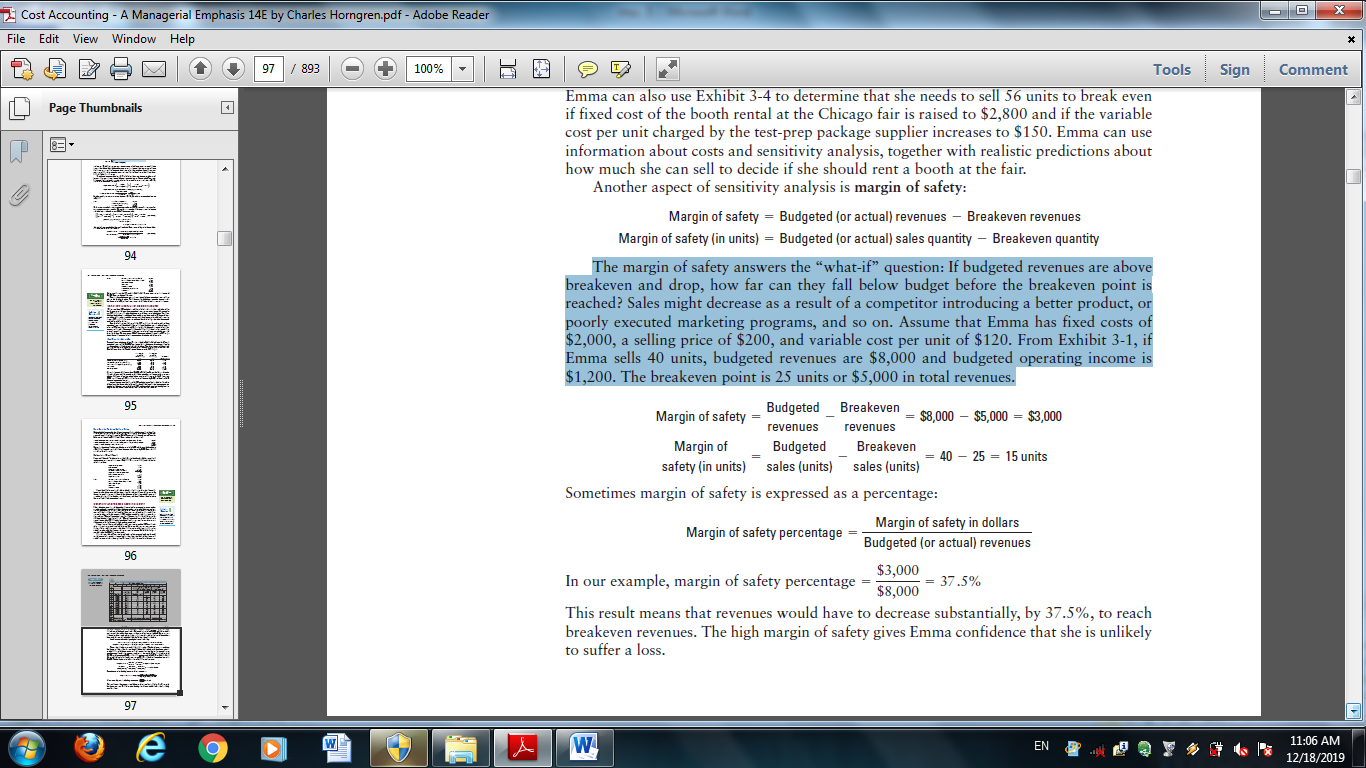 Cost Accounting - A Managerial Emphasis 14E by Charles Horngren.pdf - Adobe Reader
File Edit View Window Help
97 / 893 100% Tools Sign Comment
Page Thumbnails
94
95
96
97
Emma can also use Exhibit 3-4 to determine that she needs to sell 56 units to break even
if fixed cost of the booth rental at the Chicago fair is raised to $2,800 and if the variable
cost per unit charged by the test-prep package supplier increases to $150. Emma can use
information about costs and sensitivity analysis, together with realistic predictions about
how much she can sell to decide if she should rent a booth at the fair.
Another aspect of sensitivity analysis is margin of safety:
Margin of safety = Budgeted (or actual) revenues − Breakeven revenues
Margin of safety (in units) = Budgeted (or actual) sales quantity − Breakeven quantity
The margin of safety answers the “what-if” question: If budgeted revenues are above
breakeven and drop, how far can they fall below budget before the breakeven point is
reached? Sales might decrease as a result of a competitor introducing a better product, or
poorly executed marketing programs, and so on. Assume that Emma has fixed costs of
$2,000, a selling price of $200, and variable cost per unit of $120. From Exhibit 3-1, if
Emma sells 40 units, budgeted revenues are $8,000 and budgeted operating income is
$1,200. The breakeven point is 25 units or $5,000 in total revenues.
Margin of safety = Budgeted revenues − Breakeven revenues = $8,000 − $5,000 = $3,000
Margin of safety (in units) = Budgeted sales (units) − Breakeven sales (units) = 40 − 25 = 15 units
Sometimes margin of safety is expressed as a percentage:
Margin of safety percentage = Margin of safety in dollars
Budgeted (or actual) revenues
In our example, margin of safety percentage = $3,000
$8,000 = 37.5%
This result means that revenues would have to decrease substantially, by 37.5%, to reach
breakeven revenues. The high margin of safety gives Emma confidence that she is unlikely
to suffer a loss.
EN
11:06 AM
12/18/2019